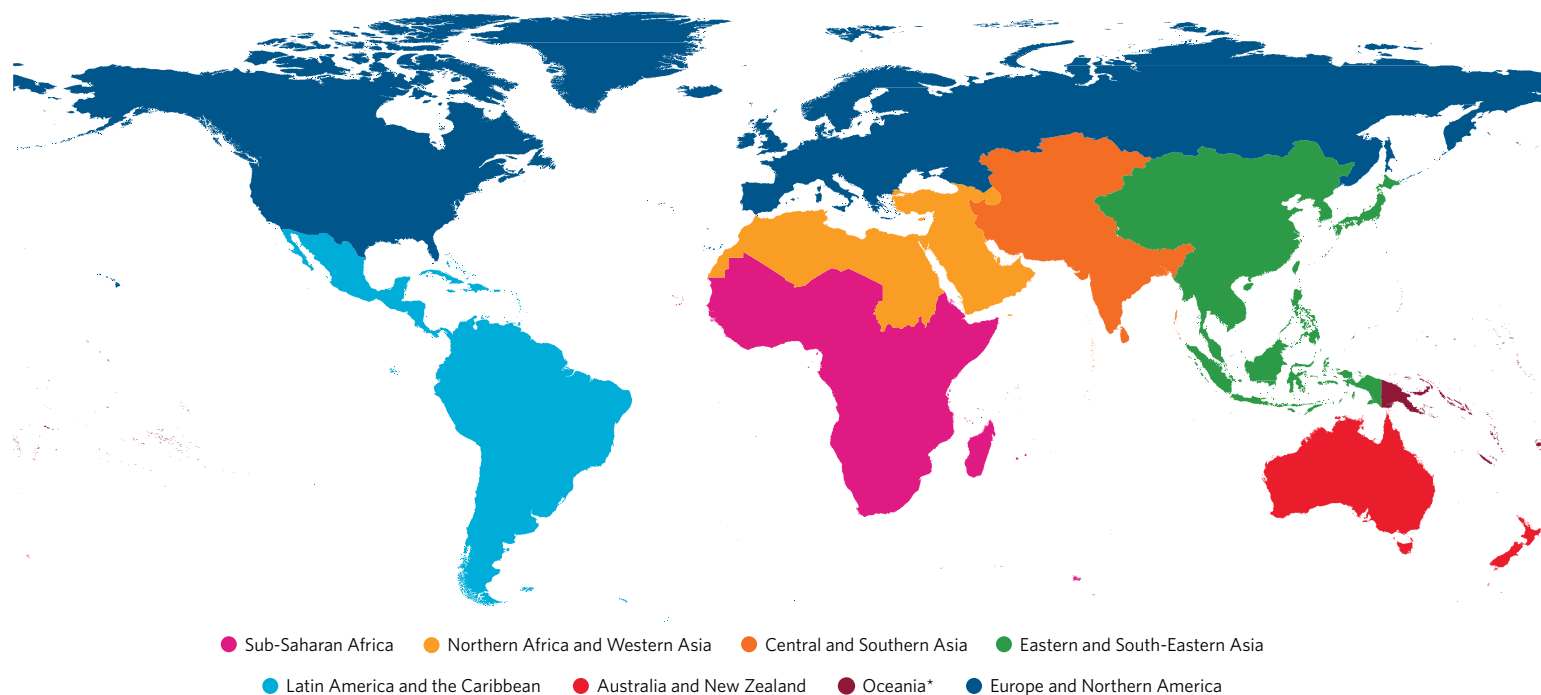 Sub-Saharan Africa Northern Africa and Western Asia Central and Southern Asia Eastern and South-Eastern Asia
Latin America and the Caribbean Australia and New Zealand Oceania* Europe and Northern America